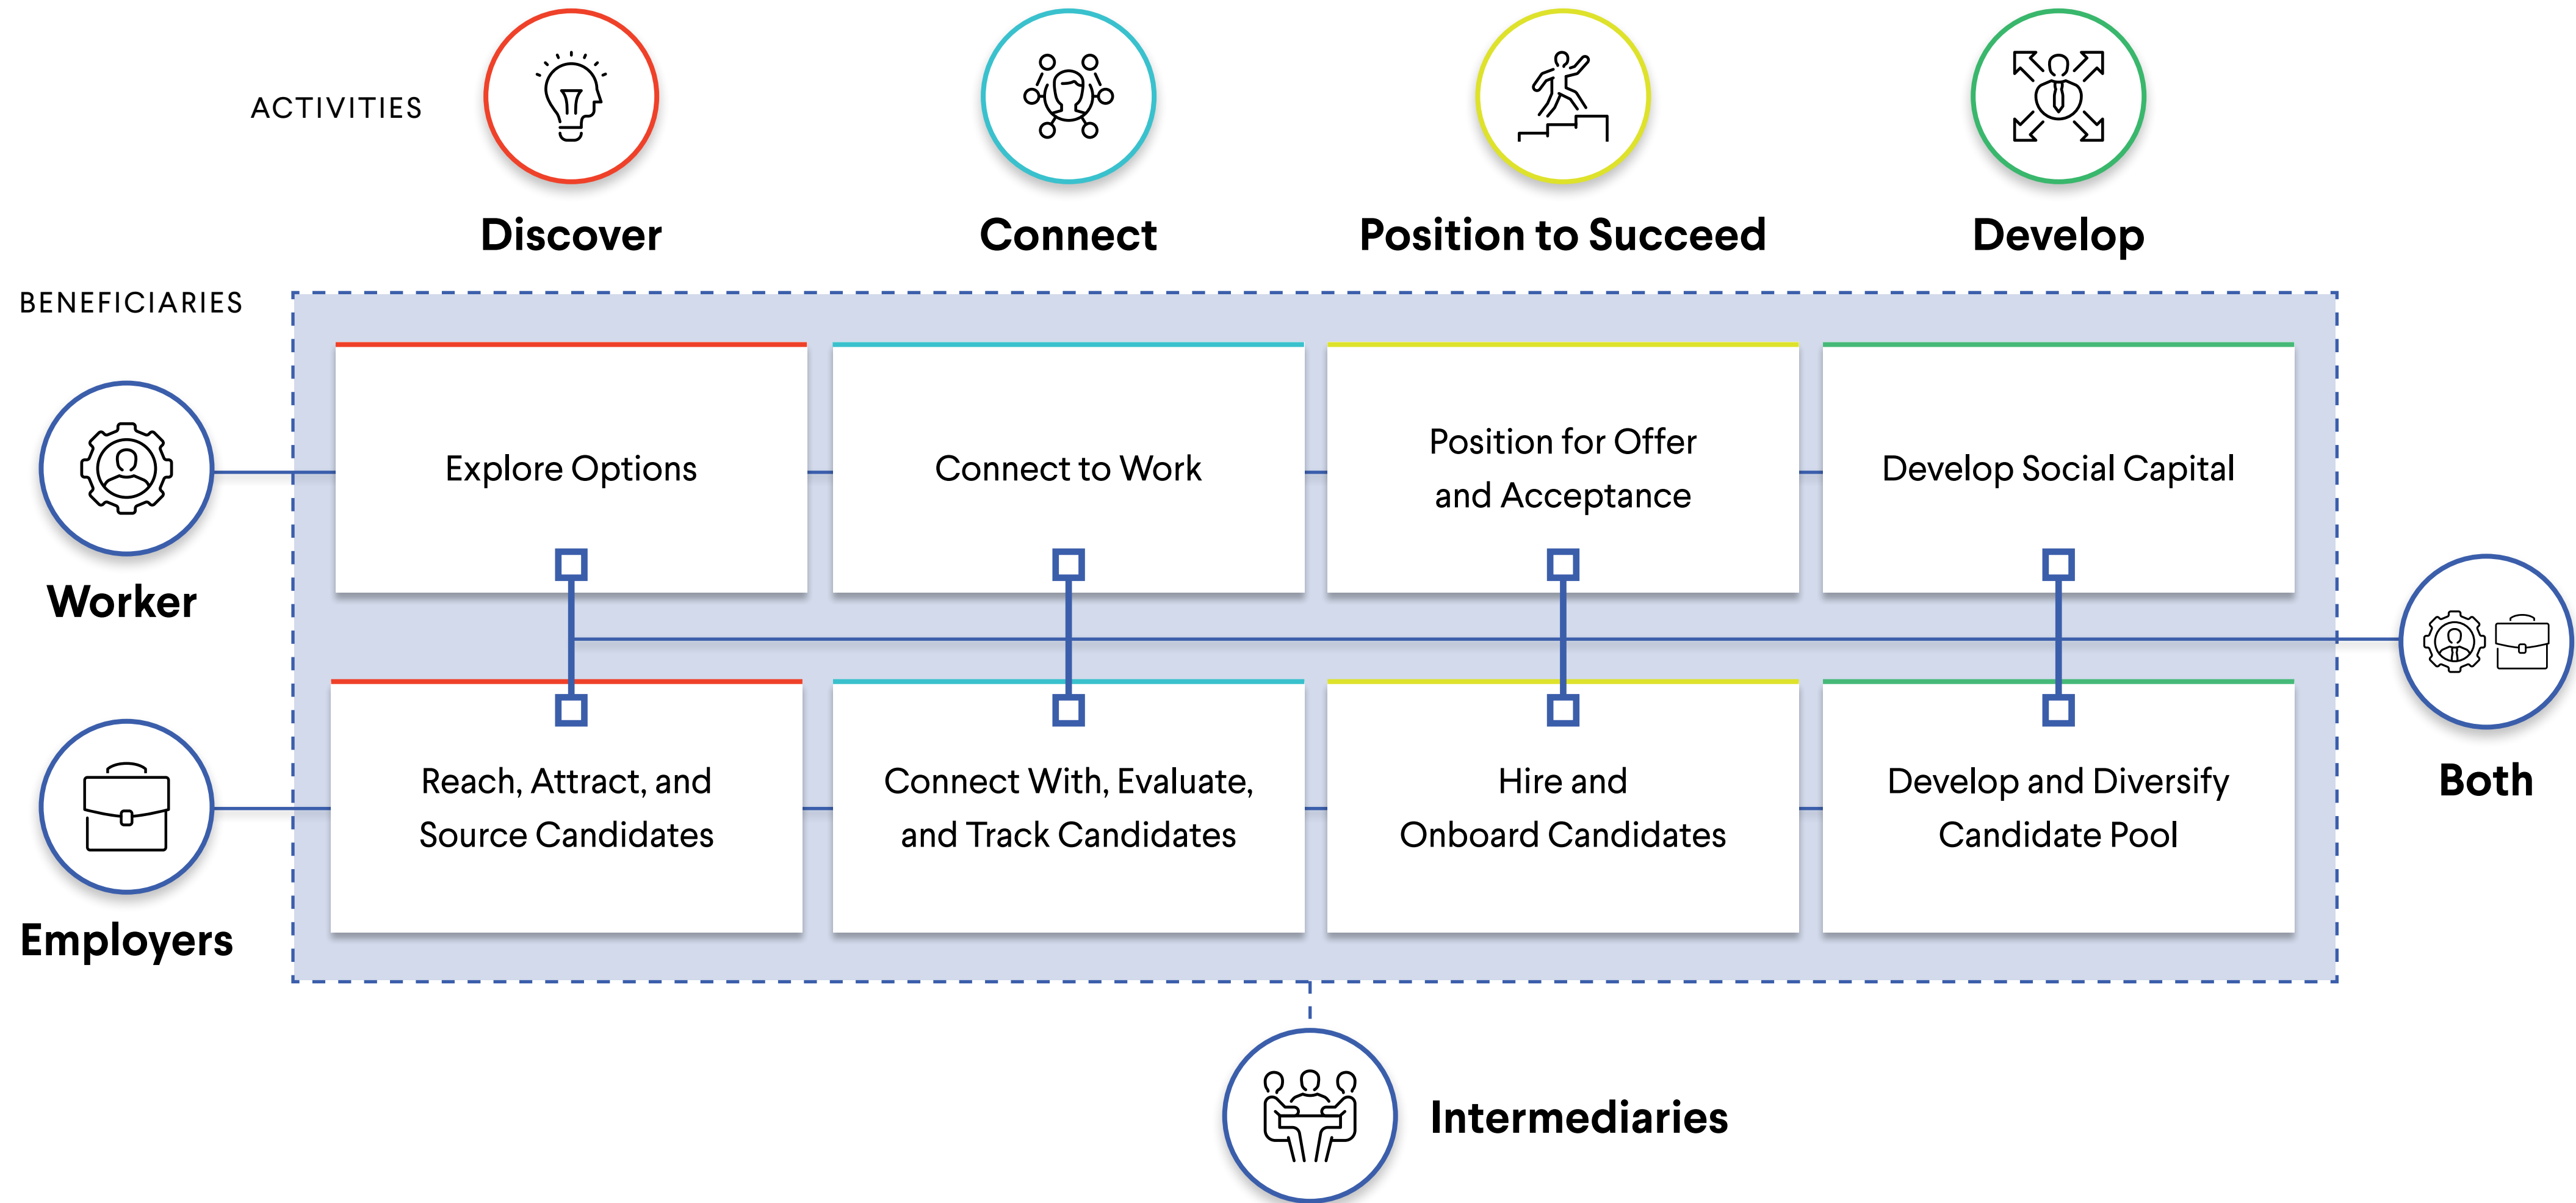 ACTIVITIES
Discover
Connect
Position to Succeed
Develop
BENEFICIARIES
Worker
Explore Options
Connect to Work
Position for Offer
and Acceptance
Develop Social Capital
Both
Employers
Reach, Attract, and
Source Candidates
Connect With, Evaluate,
and Track Candidates
Hire and
Onboard Candidates
Develop and Diversify
Candidate Pool
Intermediaries